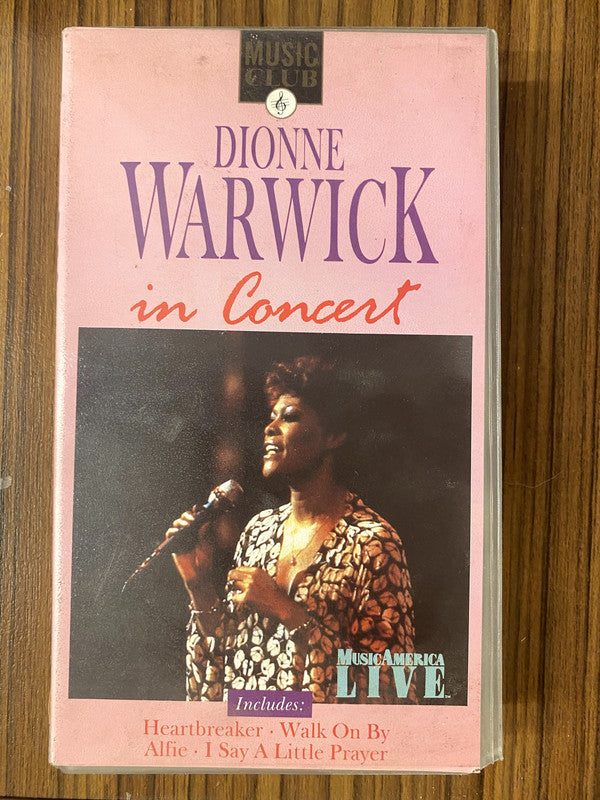 MUSIC
CLUB
DIONNE
WARWICK
in Concert
MUSICAMERICA
LIVE
Includes:
Heartbreaker · Walk On By
Alfie · I Say A Little Prayer